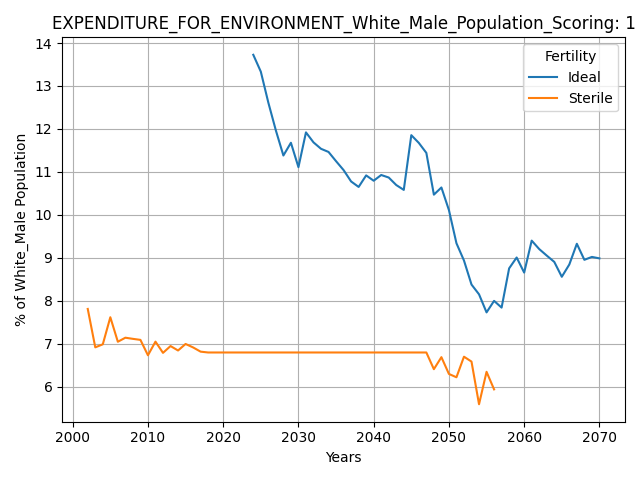 EXPENDITURE_FOR_ENVIRONMENT_White_Male_Population_Scoring: 1
14
13
12
11
10
9
8
7
6
% of White_Male Population
Fertility
Ideal
Sterile
2000 2010 2020 2030 2040 2050 2060 2070
Years